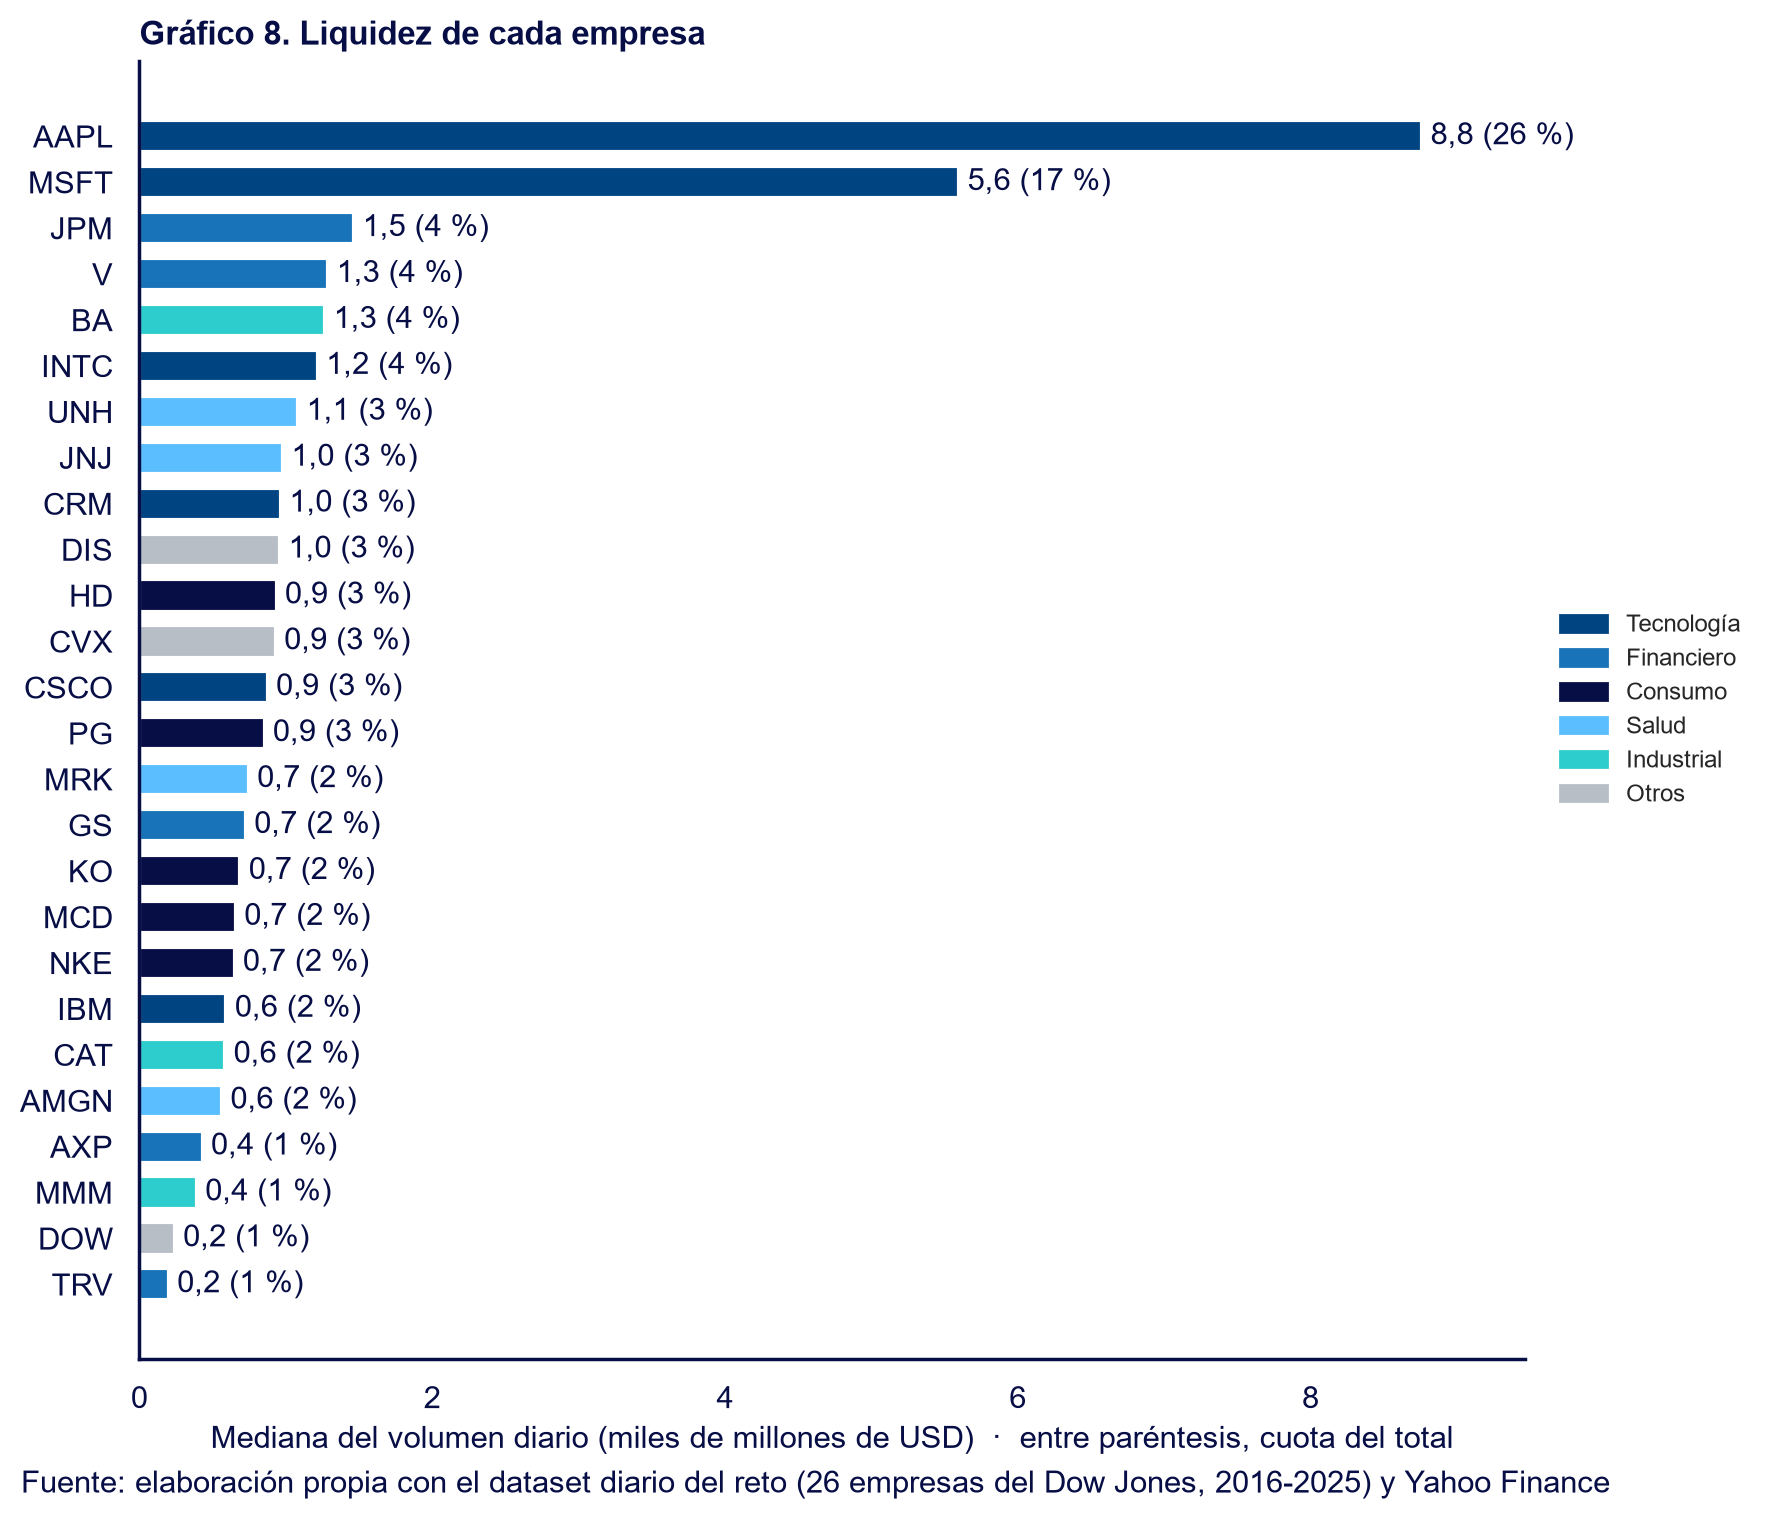 Gráfico 8. Liquidez de cada empresa
AAPL 8,8 (26 %)
MSFT 5,6 (17 %)
JPM 1,5 (4 %)
V 1,3 (4 %)
BA 1,3 (4 %)
INTC 1,2 (4 %)
UNH 1,1 (3 %)
JNJ 1,0 (3 %)
CRM 1,0 (3 %)
DIS 1,0 (3 %)
HD 0,9 (3 %)
CVX 0,9 (3 %)
CSCO 0,9 (3 %)
PG 0,9 (3 %)
MRK 0,7 (2 %)
GS 0,7 (2 %)
KO 0,7 (2 %)
MCD 0,7 (2 %)
NKE 0,7 (2 %)
IBM 0,6 (2 %)
CAT 0,6 (2 %)
AMGN 0,6 (2 %)
AXP 0,4 (1 %)
MMM 0,4 (1 %)
DOW 0,2 (1 %)
TRV 0,2 (1 %)
Tecnología
Financiero
Consumo
Salud
Industrial
Otros
0 2 4 6 8
Mediana del volumen diario (miles de millones de USD) · entre paréntesis, cuota del total
Fuente: elaboración propia con el dataset diario del reto (26 empresas del Dow Jones, 2016-2025) y Yahoo Finance